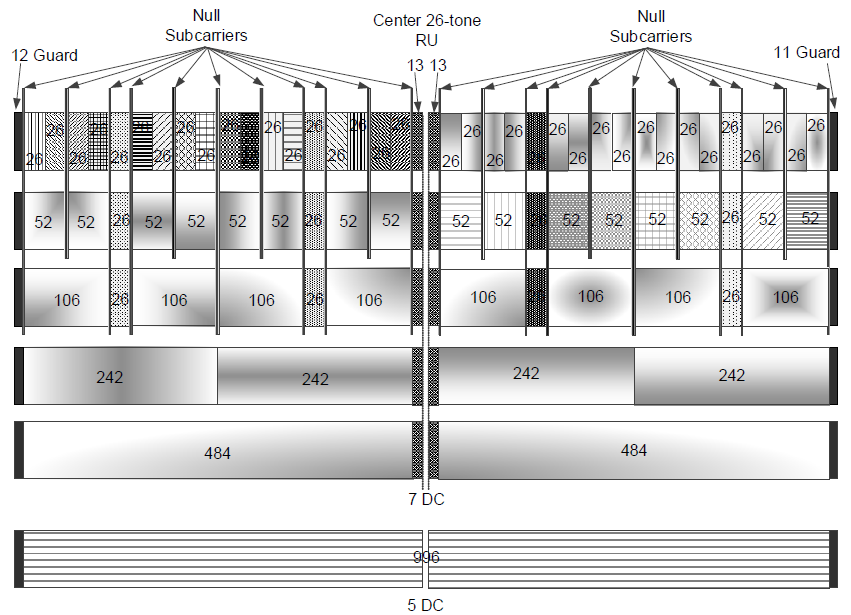 Null
Subcarriers
Center 26-tone
RU
Null
Subcarriers
12 Guard
13 13
11 Guard
26 26 26 26 26 26 26 26 26 26 26 26 26 26 26 26 26 26
26 26 26 26 26 26 26 26 26 26 26 26 26 26 26 26 26 26
52 52 26 52 52 52 52 26 52 52 52 52 26 52 52 52 52 26 52 52
106 26 106 106 26 106 106 26 106 106 26 106
242 242 242 242
484 484
7 DC
996
5 DC